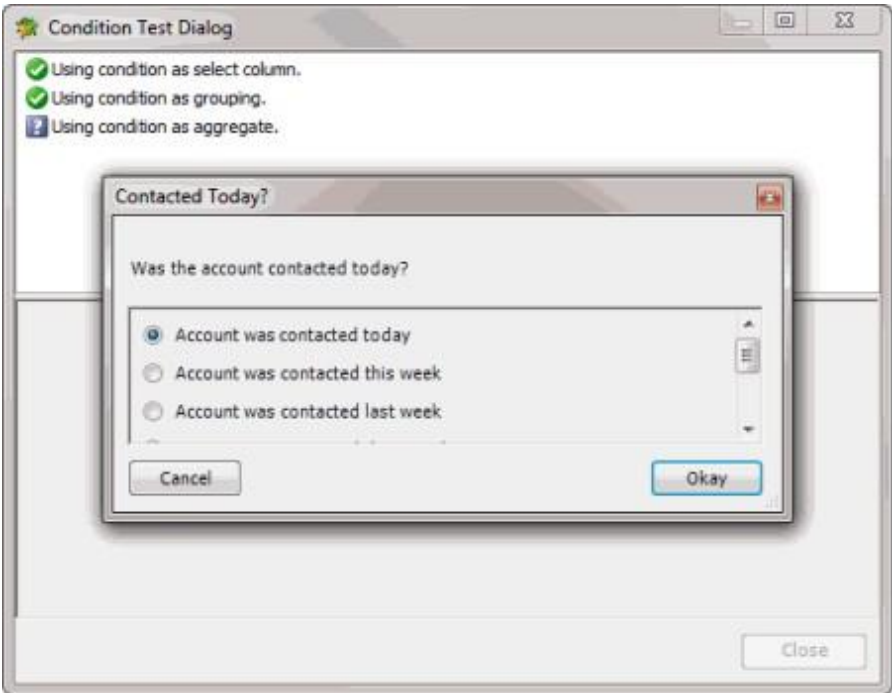 Condition Test Dialog
Using condition as select column.
Using condition as grouping.
Using condition as aggregate.
Contacted Today?
Was the account contacted today?
Account was contacted today
Account was contacted this week
Account was contacted last week
Cancel
Okay
Close